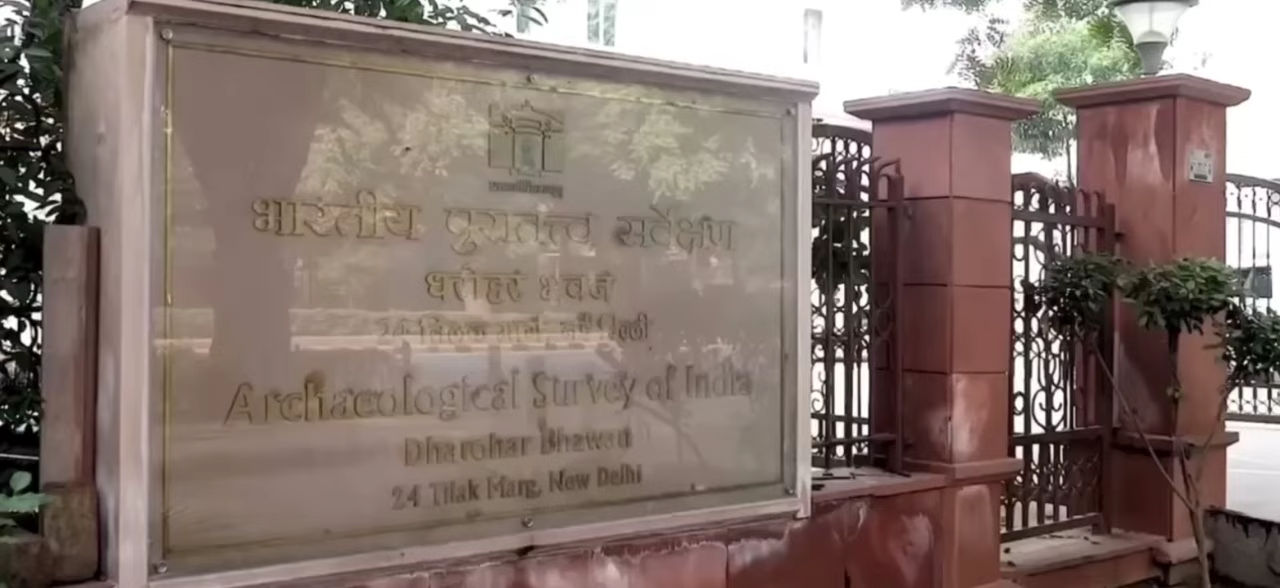 भारतीय पुरातत्त्व सर्वेक्षण
धरोहर भवन
24 तिलक मार्ग, नई दिल्ली
Archaeological Survey of India
Dharohar Bhawan
24 Tilak Marg, New Delhi